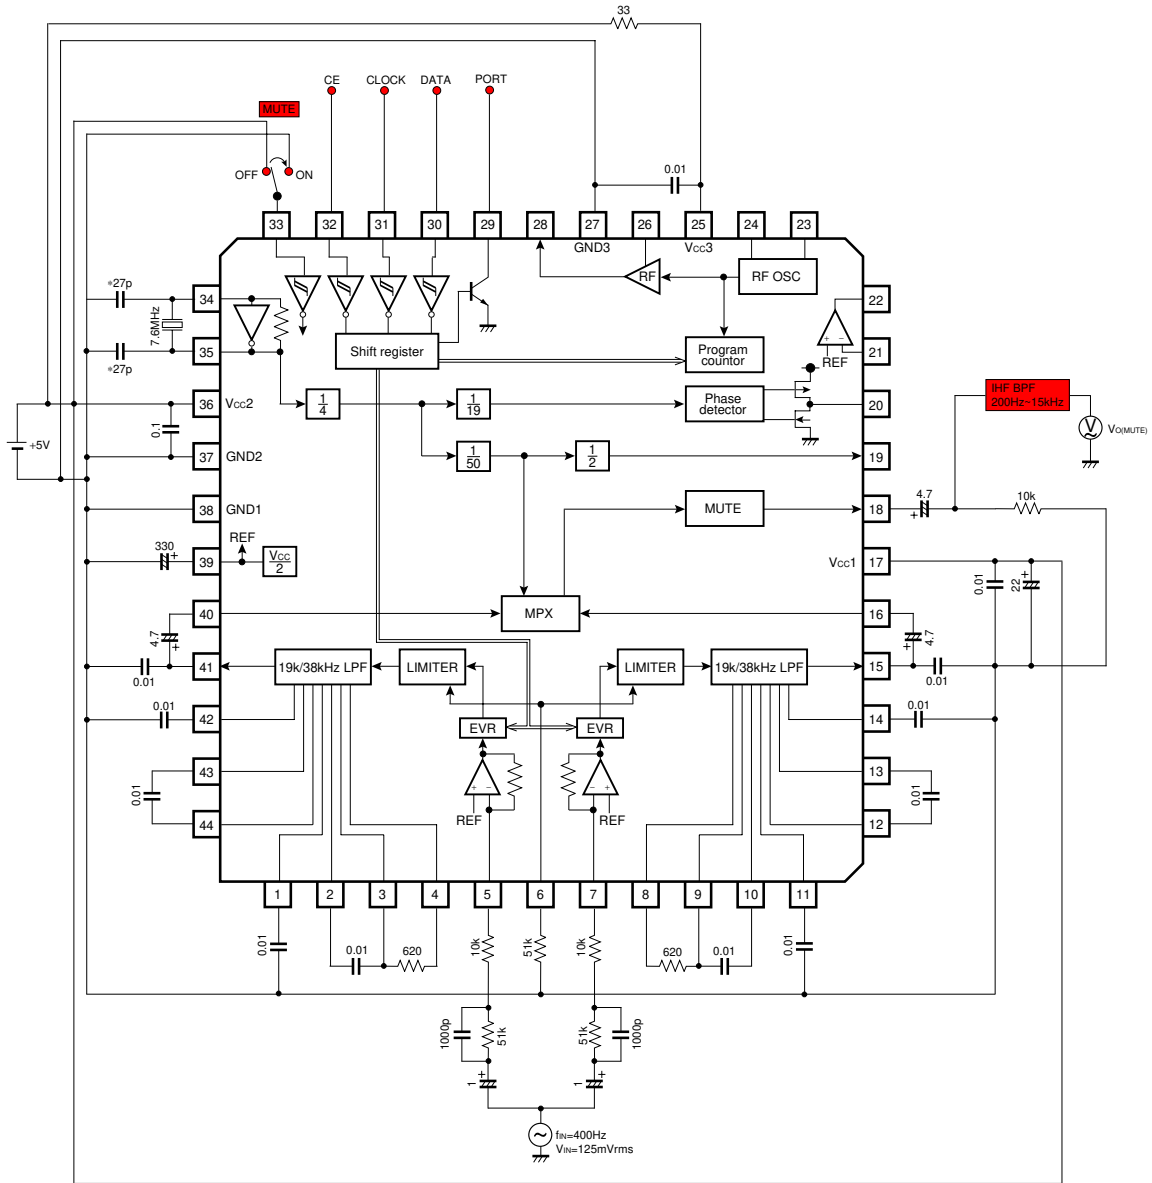 33
CE
CLOCK
DATA
PORT
MUTE
OFF
ON
0.01
33
32
31
30
29
28
27
26
25
24
23
GND3
VCC3
RF
RF OSC
*27p
34
7.6MHz
35
*27p
Shift register
Program
countor
22
+ −
REF
21
36
VCC2
1
4
1
19
Phase
detector
20
IHF BPF
200Hz~15kHz
V
VO(MUTE)
+5V
0.1
37
GND2
1
50
1
2
19
38
GND1
MUTE
18
4.7
+
10k
330
+
39
REF
VCC
2
VCC1
17
0.01
22
+
40
MPX
16
4.7
+
4.7
+
41
0.01
19k/38kHz LPF
LIMITER
LIMITER
19k/38kHz LPF
15
0.01
0.01
42
EVR
EVR
14
0.01
43
0.01
44
+ −
REF
− +
REF
13
0.01
12
1
2
3
4
5
6
7
8
9
10
11
0.01
0.01
620
10k
51k
10k
620
0.01
0.01
1000p
51k
51k
1000p
1
+
1
+
fIN=400Hz
VIN=125mVrms